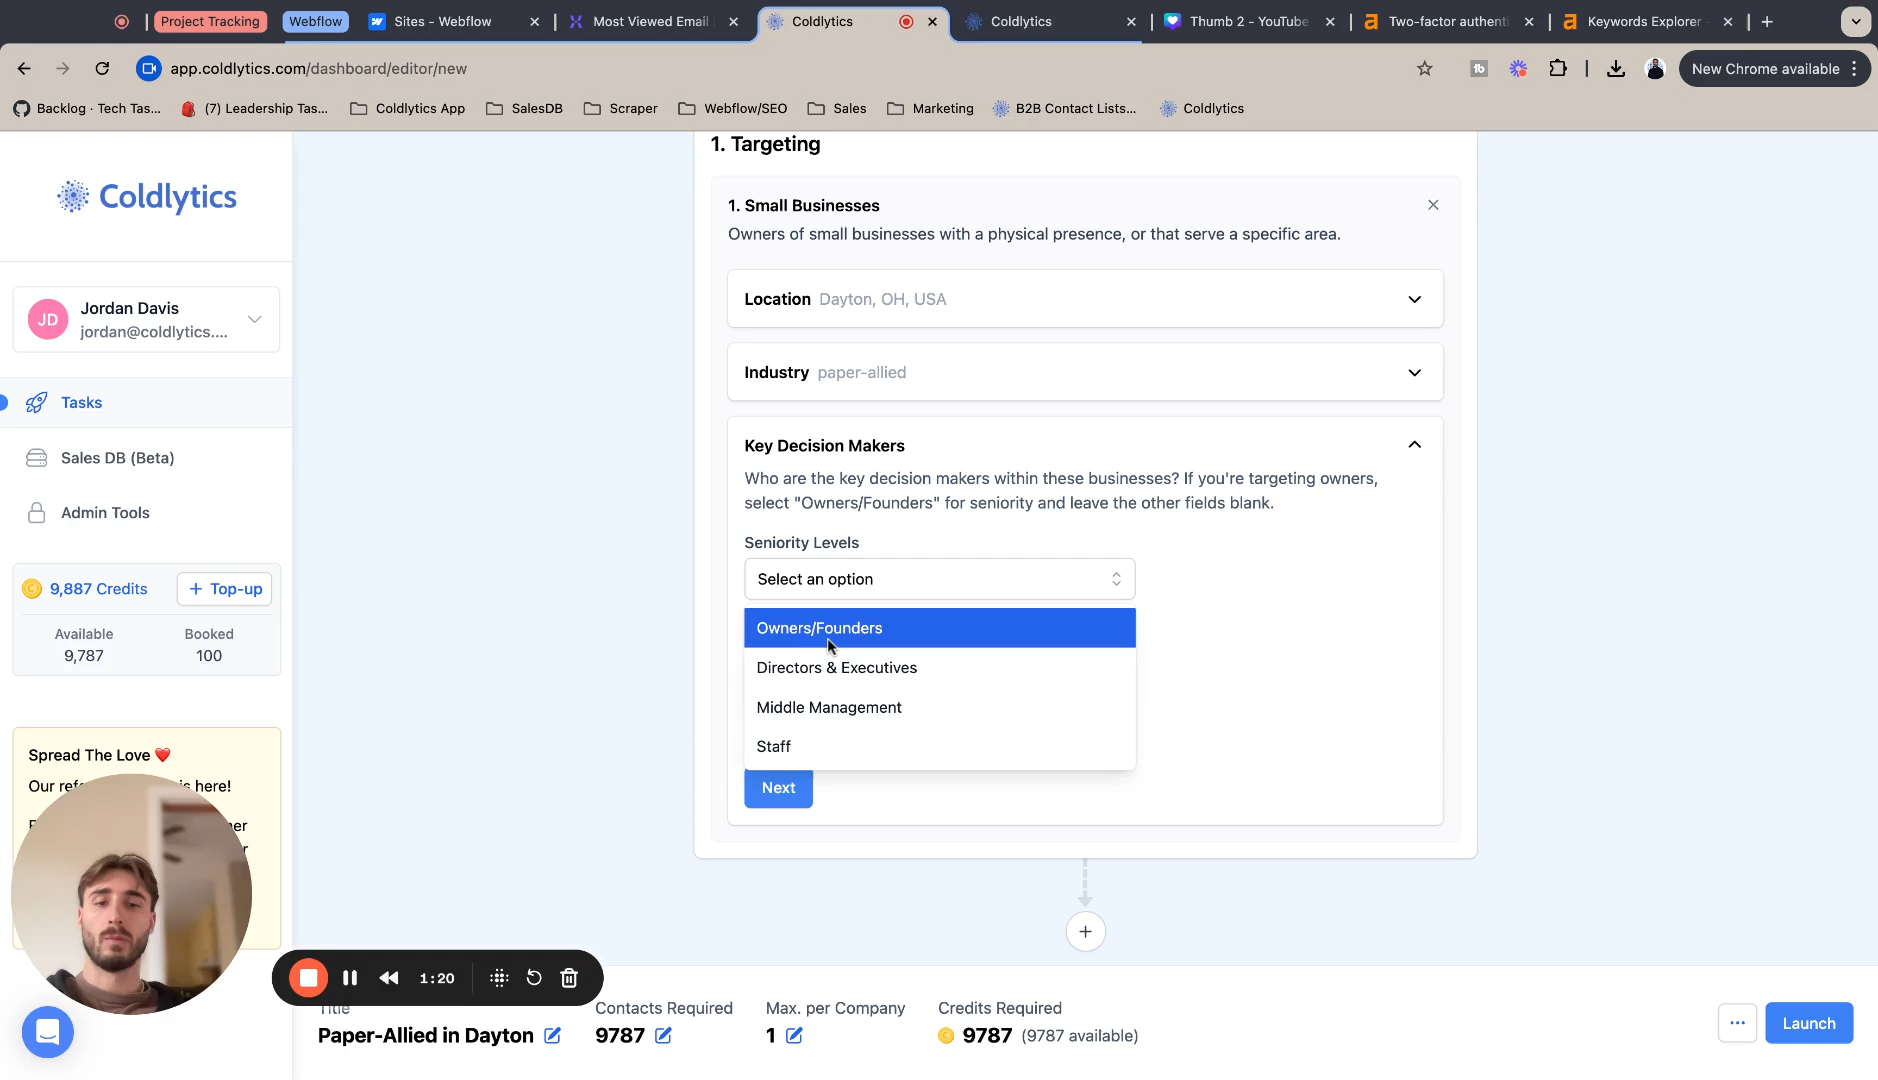 Project Tracking
Webflow
Sites - Webflow
Most Viewed Email
Coldlytics
Coldlytics
Thumb 2 - YouTube
Two-factor authenti
Keywords Explorer
app.coldlytics.com/dashboard/editor/new
tb
New Chrome available
Backlog · Tech Tas...
(7) Leadership Tas...
Coldlytics App
SalesDB
Scraper
Webflow/SEO
Sales
Marketing
B2B Contact Lists...
Coldlytics
Coldlytics
JD
Jordan Davis
jordan@coldlytics....
Tasks
Sales DB (Beta)
Admin Tools
9,887 Credits
+ Top-up
Available
9,787
Booked
100
Spread The Love ❤️
Our ref
s here!
1. Targeting
1. Small Businesses
Owners of small businesses with a physical presence, or that serve a specific area.
Location Dayton, OH, USA
Industry paper-allied
Key Decision Makers
Who are the key decision makers within these businesses? If you're targeting owners,
select "Owners/Founders" for seniority and leave the other fields blank.
Seniority Levels
Select an option
Owners/Founders
Directors & Executives
Middle Management
Staff
Next
1:20
Title
Paper-Allied in Dayton
Contacts Required
9787
Max. per Company
1
Credits Required
9787 (9787 available)
Launch